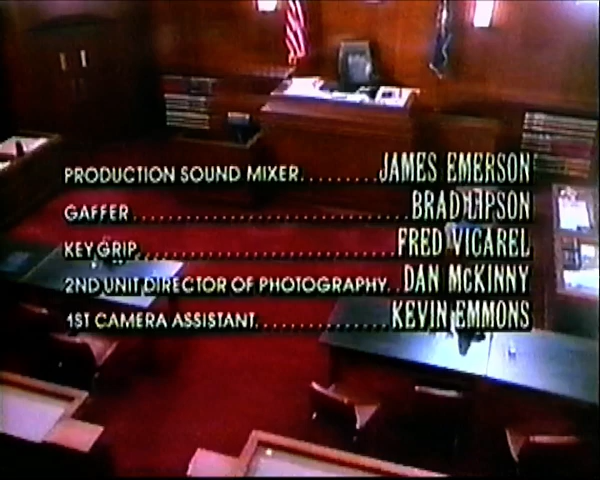 PRODUCTION SOUND MIXER.........JAMES EMERSON
GAFFER..............................BRAD LIPSON
KEY GRIP.............................FRED VICAREL
2ND UNIT DIRECTOR OF PHOTOGRAPHY..DAN McKINNY
1ST CAMERA ASSISTANT...............KEVIN EMMONS